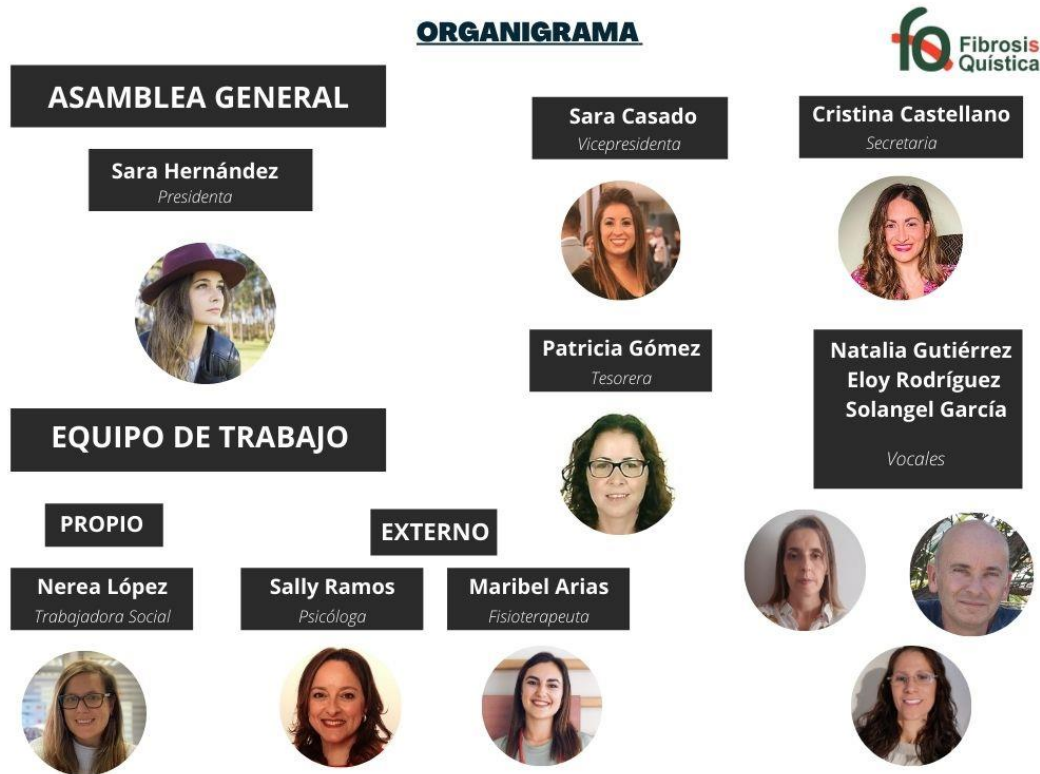 ORGANIGRAMA
fQ Fibrosis
Quística
ASAMBLEA GENERAL
Sara Hernández
Presidenta
Sara Casado
Vicepresidenta
Cristina Castellano
Secretaria
Patricia Gómez
Tesorera
Natalia Gutiérrez
Eloy Rodríguez
Solangel García
Vocales
EQUIPO DE TRABAJO
PROPIO
EXTERNO
Nerea López
Trabajadora Social
Sally Ramos
Psicóloga
Maribel Arias
Fisioterapeuta